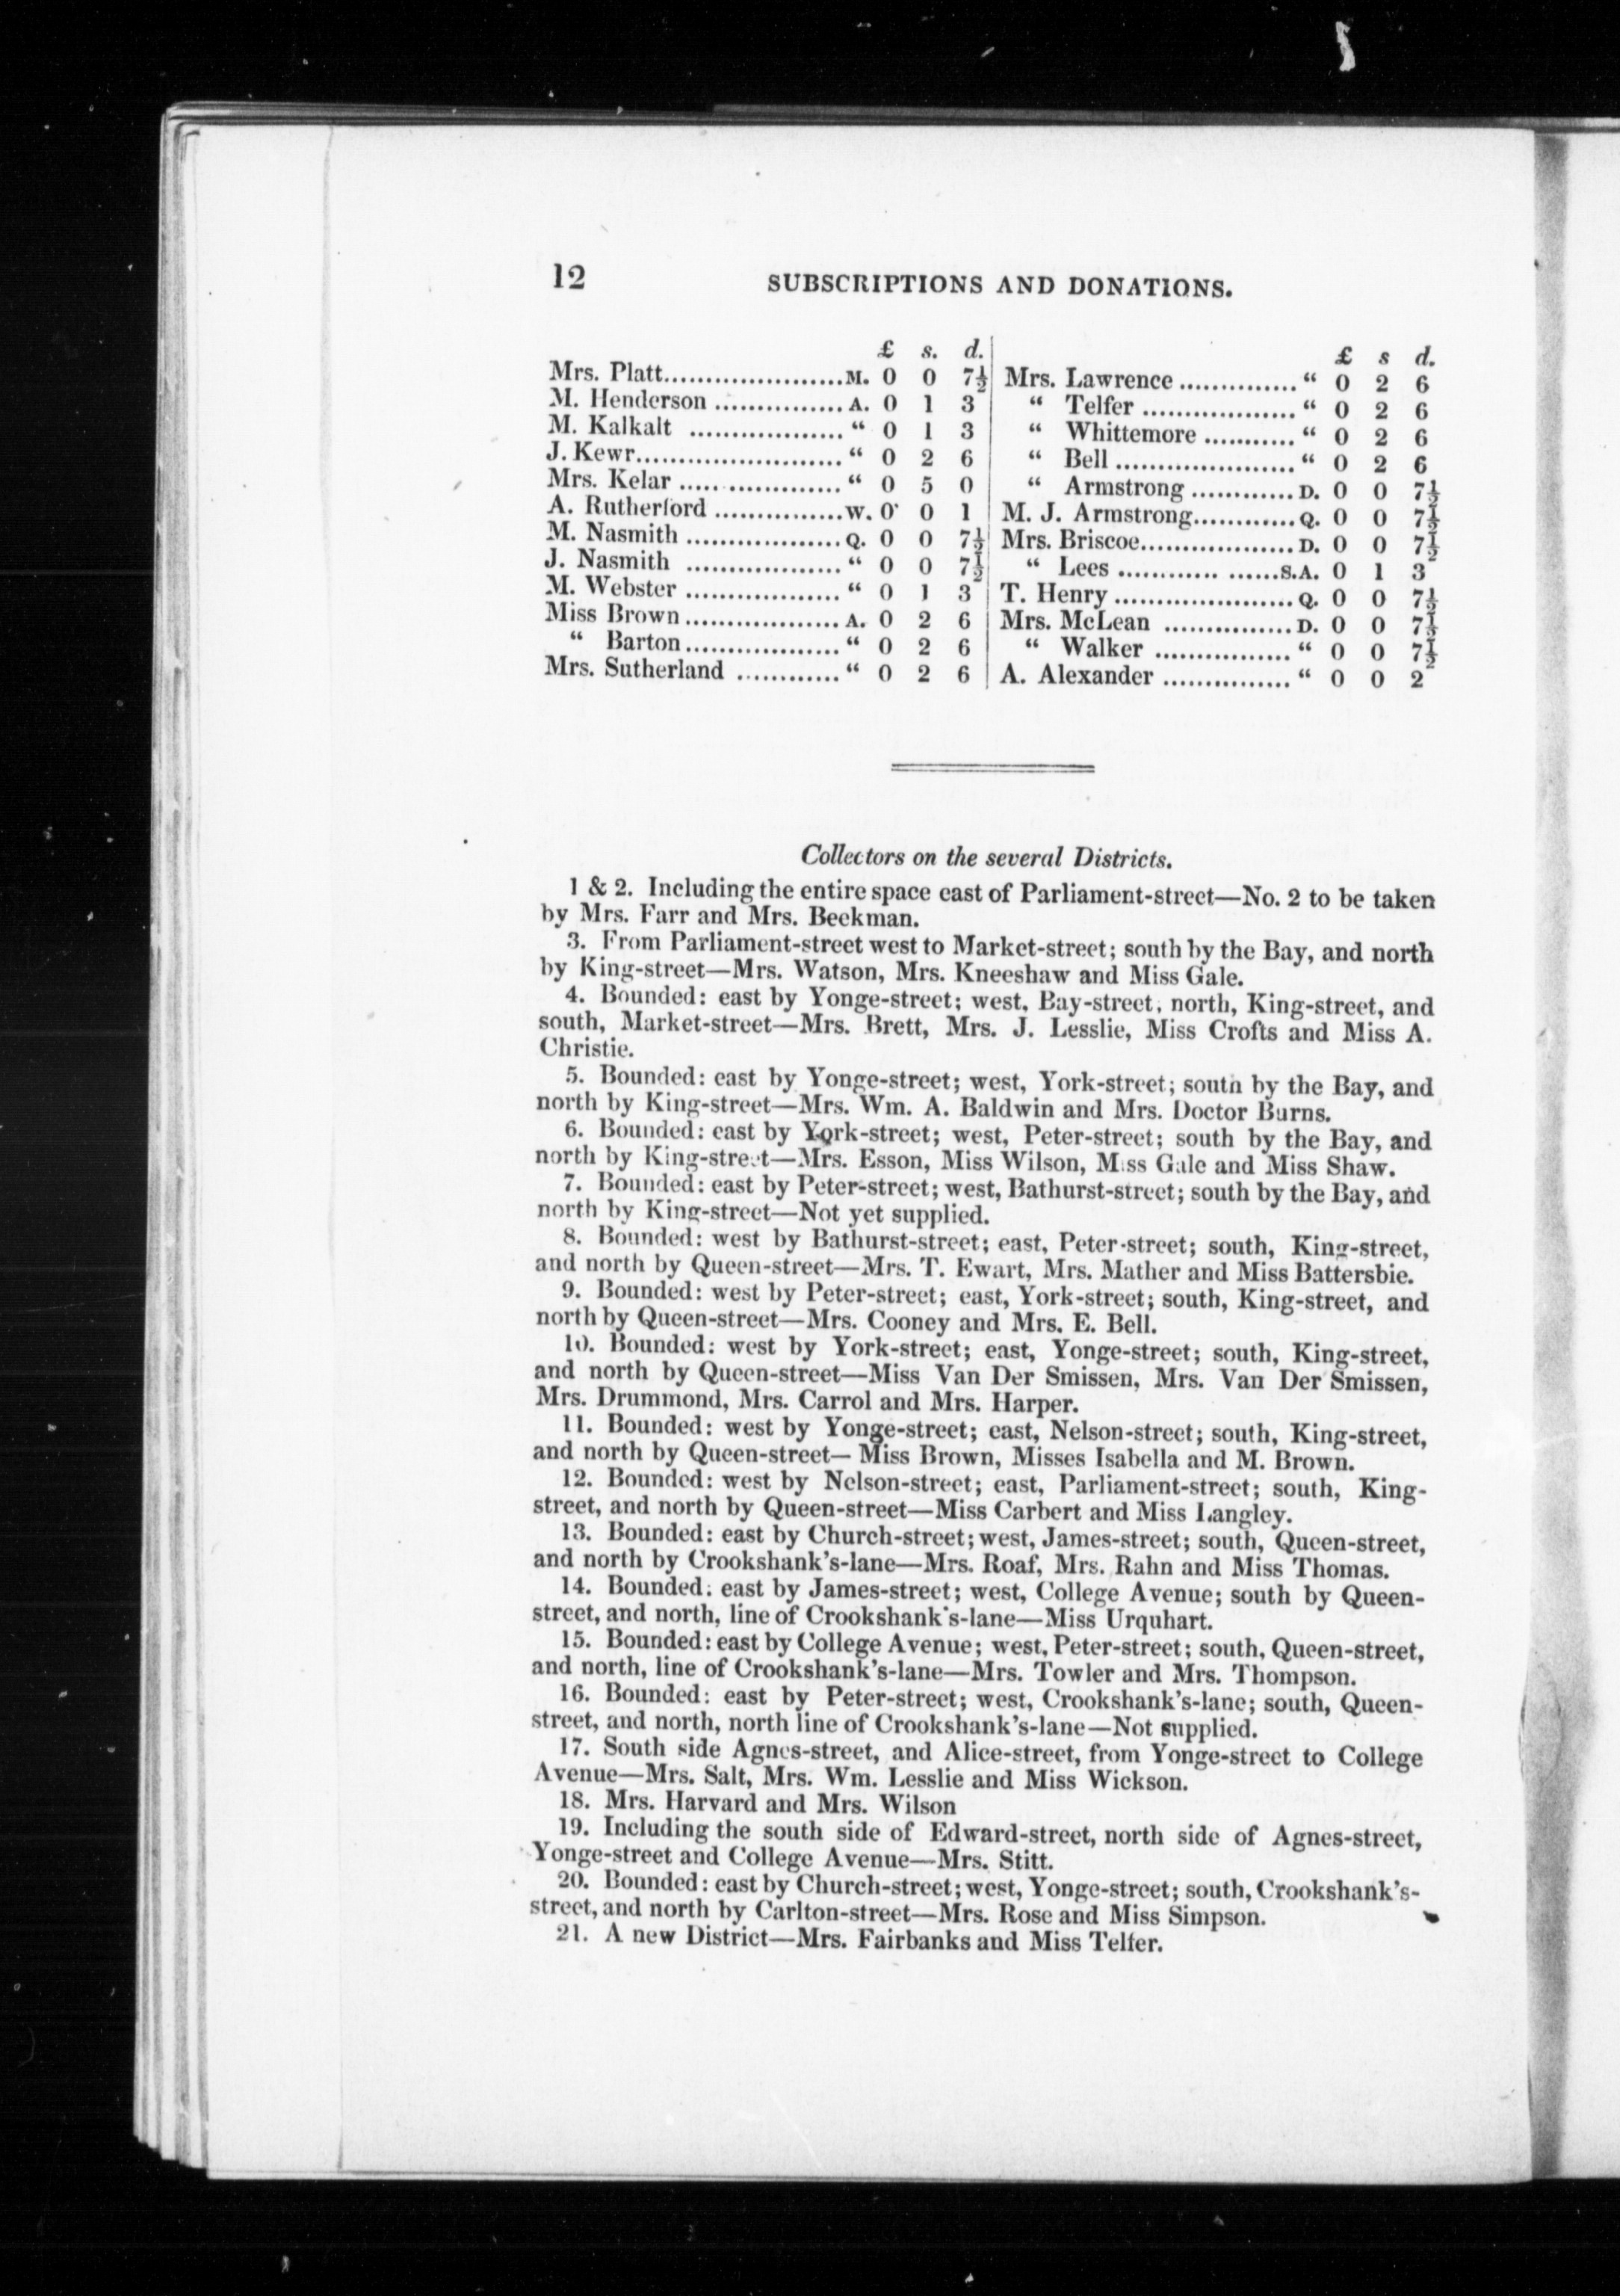 12 SUBSCRIPTIONS AND DONATIONS.
£ s. d.
Mrs. Platt.....................M. 0 0 7½
M. Henderson ...............A. 0 1 3
M. Kalkalt ..................“ 0 1 3
J. Kewr........................“ 0 2 6
Mrs. Kelar ...................“ 0 5 0
A. Rutherford ...............W. 0 0 1
M. Nasmith ..................Q. 0 0 7½
J. Nasmith ..................“ 0 0 7½
M. Webster ..................“ 0 1 3
Miss Brown..................A. 0 2 6
“ Barton..................“ 0 2 6
Mrs. Sutherland ............“ 0 2 6
£ s d.
Mrs. Lawrence ..............“ 0 2 6
“ Telfer ..................“ 0 2 6
“ Whittemore ...........“ 0 2 6
“ Bell .....................“ 0 2 6
“ Armstrong ............D. 0 0 7½
M. J. Armstrong............Q. 0 0 7½
Mrs. Briscoe..................D. 0 0 7½
“ Lees ............ ......S.A. 0 1 3
T. Henry .....................Q. 0 0 7½
Mrs. McLean ...............D. 0 0 7½
“ Walker ................“ 0 0 7½
A. Alexander ...............“ 0 0 2
Collectors on the several Districts.
1 & 2. Including the entire space east of Parliament-street—No. 2 to be taken
by Mrs. Farr and Mrs. Beekman.
3. From Parliament-street west to Market-street; south by the Bay, and north
by King-street—Mrs. Watson, Mrs. Kneeshaw and Miss Gale.
4. Bounded: east by Yonge-street; west, Bay-street, north, King-street, and
south, Market-street—Mrs. Brett, Mrs. J. Lesslie, Miss Crofts and Miss A.
Christie.
5. Bounded: east by Yonge-street; west, York-street; south by the Bay, and
north by King-street—Mrs. Wm. A. Baldwin and Mrs. Doctor Burns.
6. Bounded: east by York-street; west, Peter-street; south by the Bay, and
north by King-street—Mrs. Esson, Miss Wilson, Miss Gale and Miss Shaw.
7. Bounded: east by Peter-street; west, Bathurst-street; south by the Bay, and
north by King-street—Not yet supplied.
8. Bounded: west by Bathurst-street; east, Peter-street; south, King-street,
and north by Queen-street—Mrs. T. Ewart, Mrs. Mather and Miss Battersbie.
9. Bounded: west by Peter-street; east, York-street; south, King-street, and
north by Queen-street—Mrs. Cooney and Mrs. E. Bell.
10. Bounded: west by York-street; east, Yonge-street; south, King-street,
and north by Queen-street—Miss Van Der Smissen, Mrs. Van Der Smissen,
Mrs. Drummond, Mrs. Carrol and Mrs. Harper.
11. Bounded: west by Yonge-street; east, Nelson-street; south, King-street,
and north by Queen-street—Miss Brown, Misses Isabella and M. Brown.
12. Bounded: west by Nelson-street; east, Parliament-street; south, King-
street, and north by Queen-street—Miss Carbert and Miss Langley.
13. Bounded: east by Church-street; west, James-street; south, Queen-street,
and north by Crookshank's-lane—Mrs. Roaf, Mrs. Rahn and Miss Thomas.
14. Bounded: east by James-street; west, College Avenue; south by Queen-
street, and north, line of Crookshank's-lane—Miss Urquhart.
15. Bounded: east by College Avenue; west, Peter-street; south, Queen-street,
and north, line of Crookshank's-lane—Mrs. Towler and Mrs. Thompson.
16. Bounded: east by Peter-street; west, Crookshank's-lane; south, Queen-
street, and north, north line of Crookshank's-lane—Not supplied.
17. South side Agnes-street, and Alice-street, from Yonge-street to College
Avenue—Mrs. Salt, Mrs. Wm. Lesslie and Miss Wickson.
18. Mrs. Harvard and Mrs. Wilson
19. Including the south side of Edward-street, north side of Agnes-street,
Yonge-street and College Avenue—Mrs. Stitt.
20. Bounded: east by Church-street; west, Yonge-street; south, Crookshank's-
street, and north by Carlton-street—Mrs. Rose and Miss Simpson.
21. A new District—Mrs. Fairbanks and Miss Telfer.